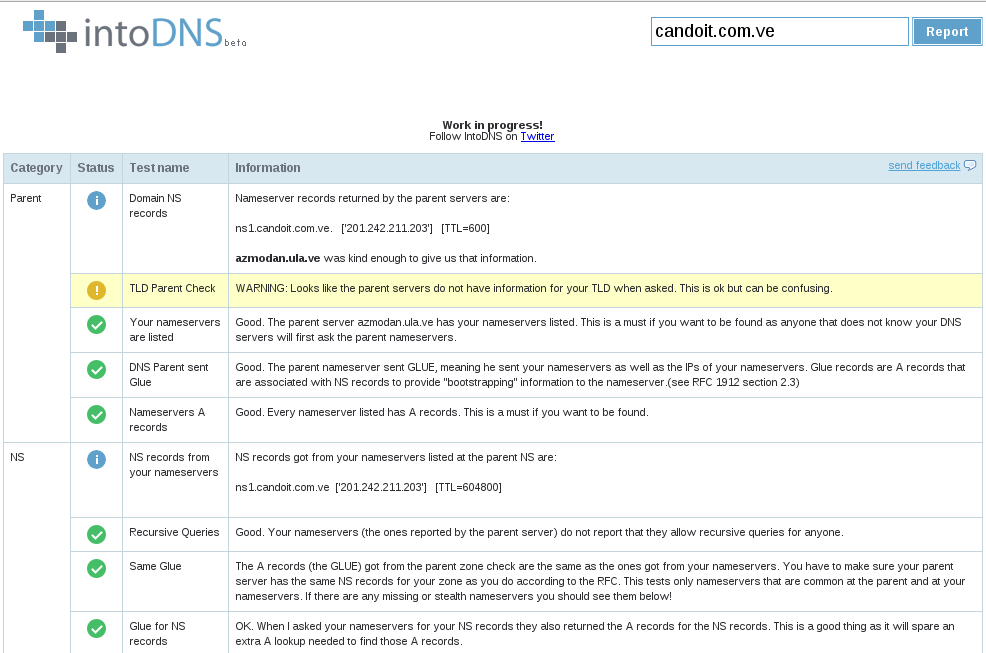 intoDNS beta
candoit.com.ve Report
Work in progress!
Follow IntoDNS on Twitter
Category Status Test name Information send feedback
Parent
Domain NS
records
Nameserver records returned by the parent servers are:
ns1.candoit.com.ve. ['201.242.211.203'] [TTL=600]
azmodan.ula.ve was kind enough to give us that information.
TLD Parent Check
WARNING: Looks like the parent servers do not have information for your TLD when asked. This is ok but can be confusing.
Your nameservers
are listed
Good. The parent server azmodan.ula.ve has your nameservers listed. This is a must if you want to be found as anyone that does not know your DNS
servers will first ask the parent nameservers.
DNS Parent sent
Glue
Good. The parent nameserver sent GLUE, meaning he sent your nameservers as well as the IPs of your nameservers. Glue records are A records that
are associated with NS records to provide "bootstrapping" information to the nameserver.(see RFC 1912 section 2.3)
Nameservers A
records
Good. Every nameserver listed has A records. This is a must if you want to be found.
NS
NS records from
your nameservers
NS records got from your nameservers listed at the parent NS are:
ns1.candoit.com.ve ['201.242.211.203'] [TTL=604800]
Recursive Queries
Good. Your nameservers (the ones reported by the parent server) do not report that they allow recursive queries for anyone.
Same Glue
The A records (the GLUE) got from the parent zone check are the same as the ones got from your nameservers. You have to make sure your parent
server has the same NS records for your zone as you do according to the RFC. This tests only nameservers that are common at the parent and at your
nameservers. If there are any missing or stealth nameservers you should see them below!
Glue for NS
records
OK. When I asked your nameservers for your NS records they also returned the A records for the NS records. This is a good thing as it will spare an
extra A lookup needed to find those A records.